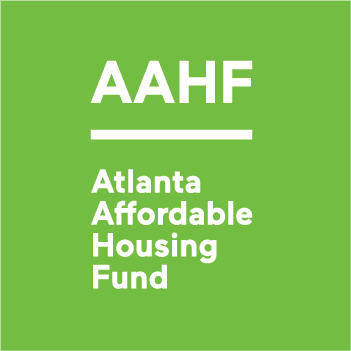 AAHF
Atlanta
Affordable
Housing
Fund